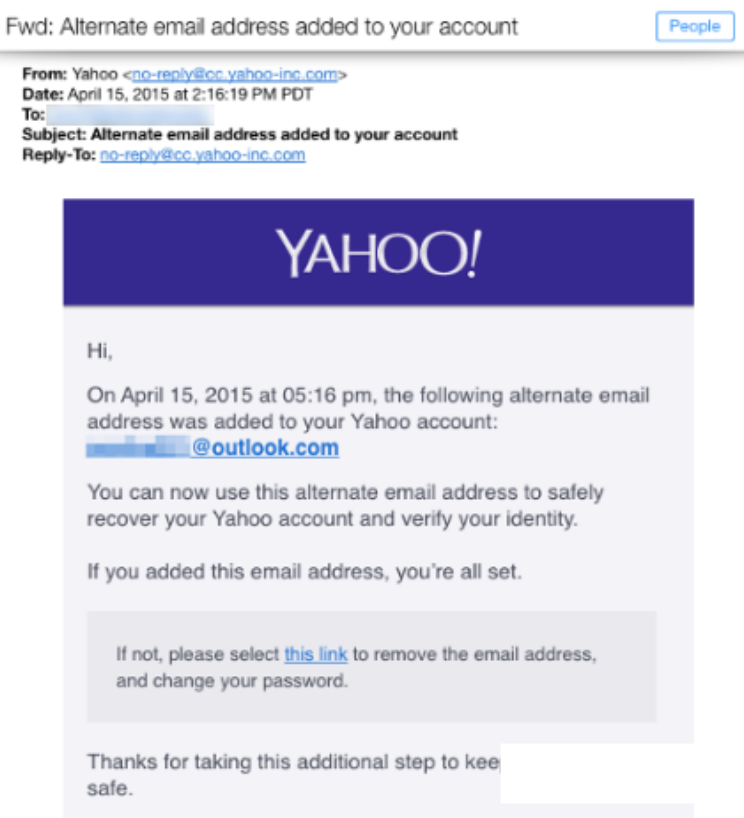 Fwd: Alternate email address added to your account
People
From: Yahoo <no-reply@cc.yahoo-inc.com>
Date: April 15, 2015 at 2:16:19 PM PDT
To:
Subject: Alternate email address added to your account
Reply-To: no-reply@cc.yahoo-inc.com
YAHOO!
Hi,
On April 15, 2015 at 05:16 pm, the following alternate email
address was added to your Yahoo account:
@outlook.com
You can now use this alternate email address to safely
recover your Yahoo account and verify your identity.
If you added this email address, you're all set.
If not, please select this link to remove the email address,
and change your password.
Thanks for taking this additional step to kee
safe.